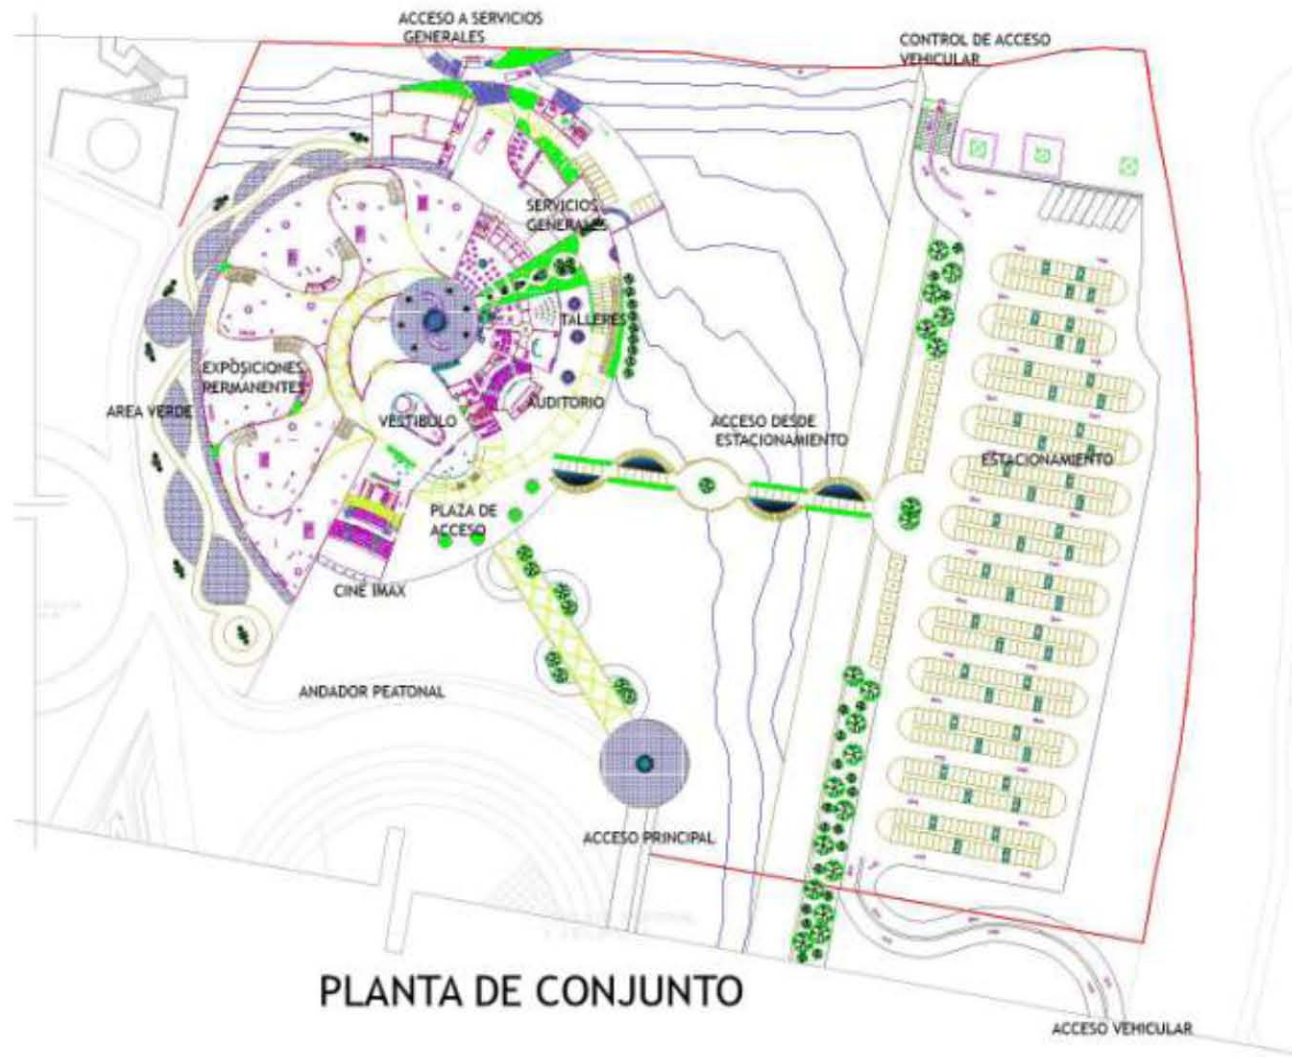 ACCESO A SERVICIOS
GENERALES
CONTROL DE ACCESO
VEHICULAR
SERVICIOS
GENERALES
TALLERES
EXPOSICIONES
PERMANENTES
AREA VERDE
VESTIBULO
AUDITORIO
ACCESO DESDE
ESTACIONAMIENTO
ESTACIONAMIENTO
PLAZA DE
ACCESO
CINE IMAX
ANDADOR PEATONAL
ACCESO PRINCIPAL
PLANTA DE CONJUNTO
ACCESO VEHICULAR